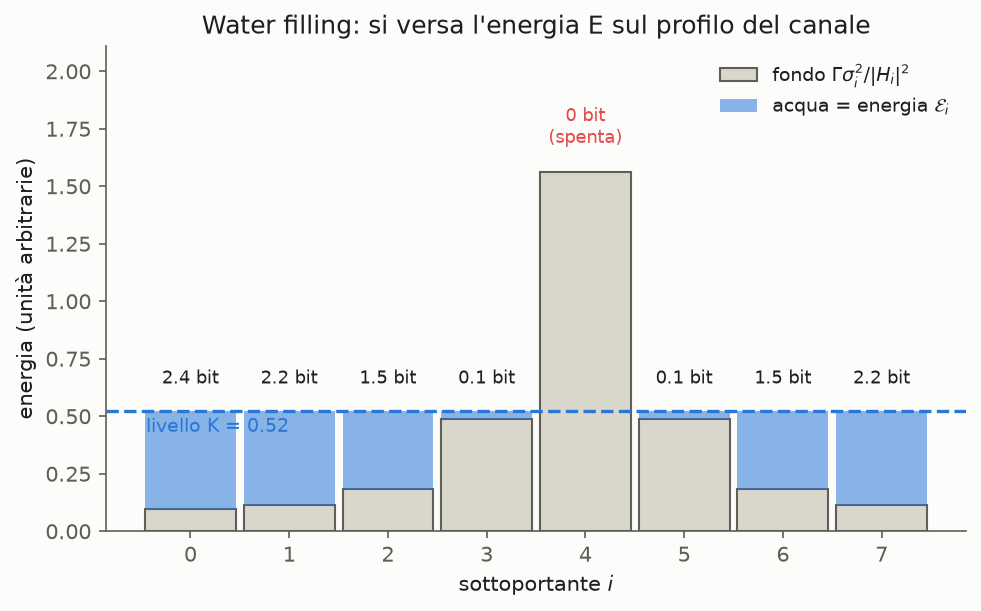 Water filling: si versa l'energia E sul profilo del canale
fondo Γσᵢ²/|Hᵢ|²
acqua = energia ℰᵢ
energia (unità arbitrarie)
2.00
1.75
1.50
1.25
1.00
0.75
0.50
0.25
0.00
0 bit
(spenta)
2.4 bit
2.2 bit
1.5 bit
0.1 bit
0.1 bit
1.5 bit
2.2 bit
livello K = 0.52
0 1 2 3 4 5 6 7
sottoportante i